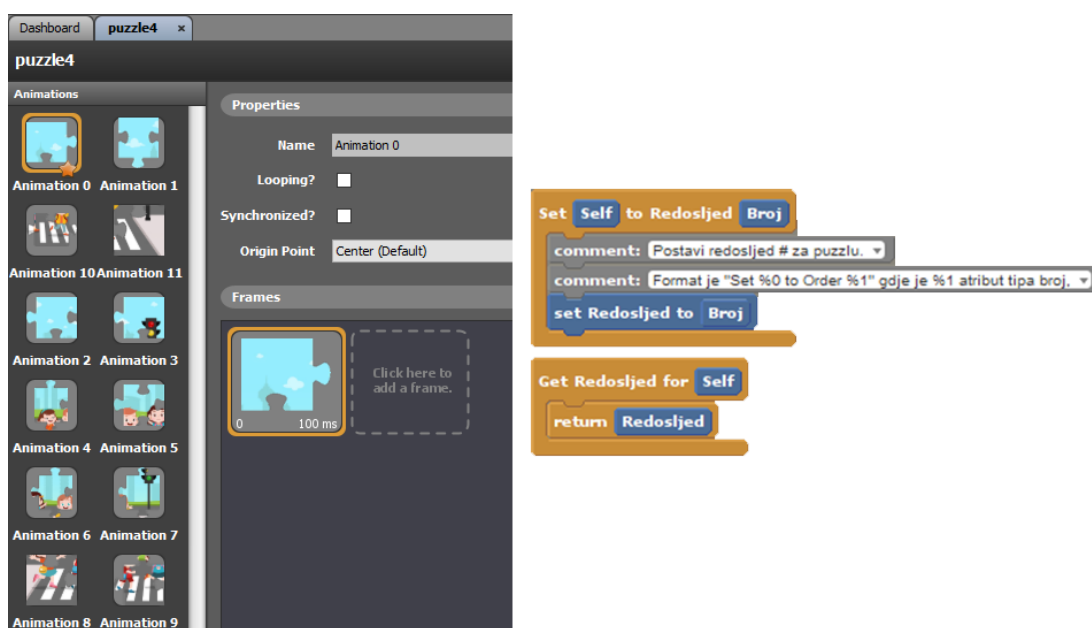 Dashboard puzzle4 ×
puzzle4
Animations
Animation 0 Animation 1
Animation 10 Animation 11
Animation 2 Animation 3
Animation 4 Animation 5
Animation 6 Animation 7
Animation 8 Animation 9
Properties
Name Animation 0
Looping?
Synchronized?
Origin Point Center (Default)
Frames
0 100 ms
Click here to
add a frame.
Set Self to Redosljed Broj
comment: Postavi redosljed # za puzzlu.
comment: Format je "Set %0 to Order %1" gdje je %1 atribut tipa broj,
set Redosljed to Broj
Get Redosljed for Self
return Redosljed